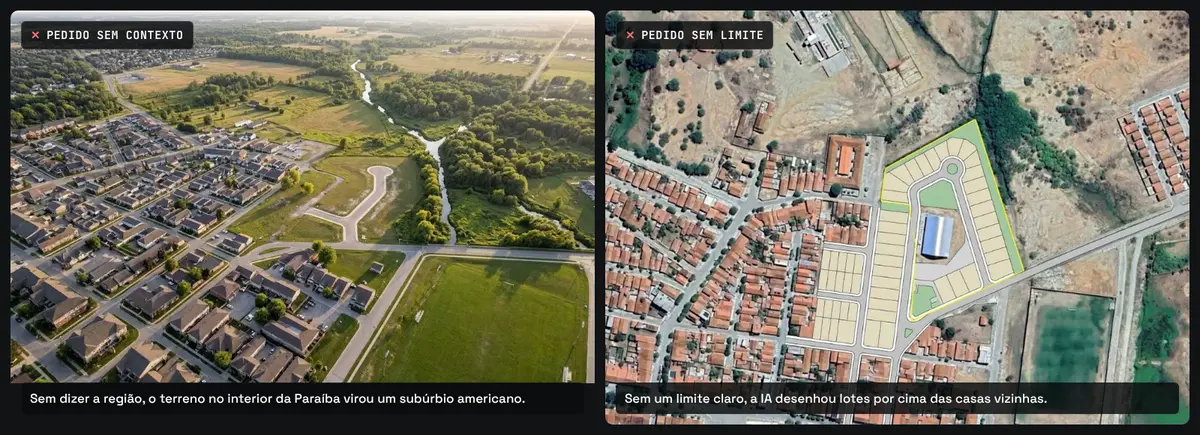 ✕ PEDIDO SEM CONTEXTO
✕ PEDIDO SEM LIMITE
Sem dizer a região, o terreno no interior da Paraíba virou um subúrbio americano.
Sem um limite claro, a IA desenhou lotes por cima das casas vizinhas.